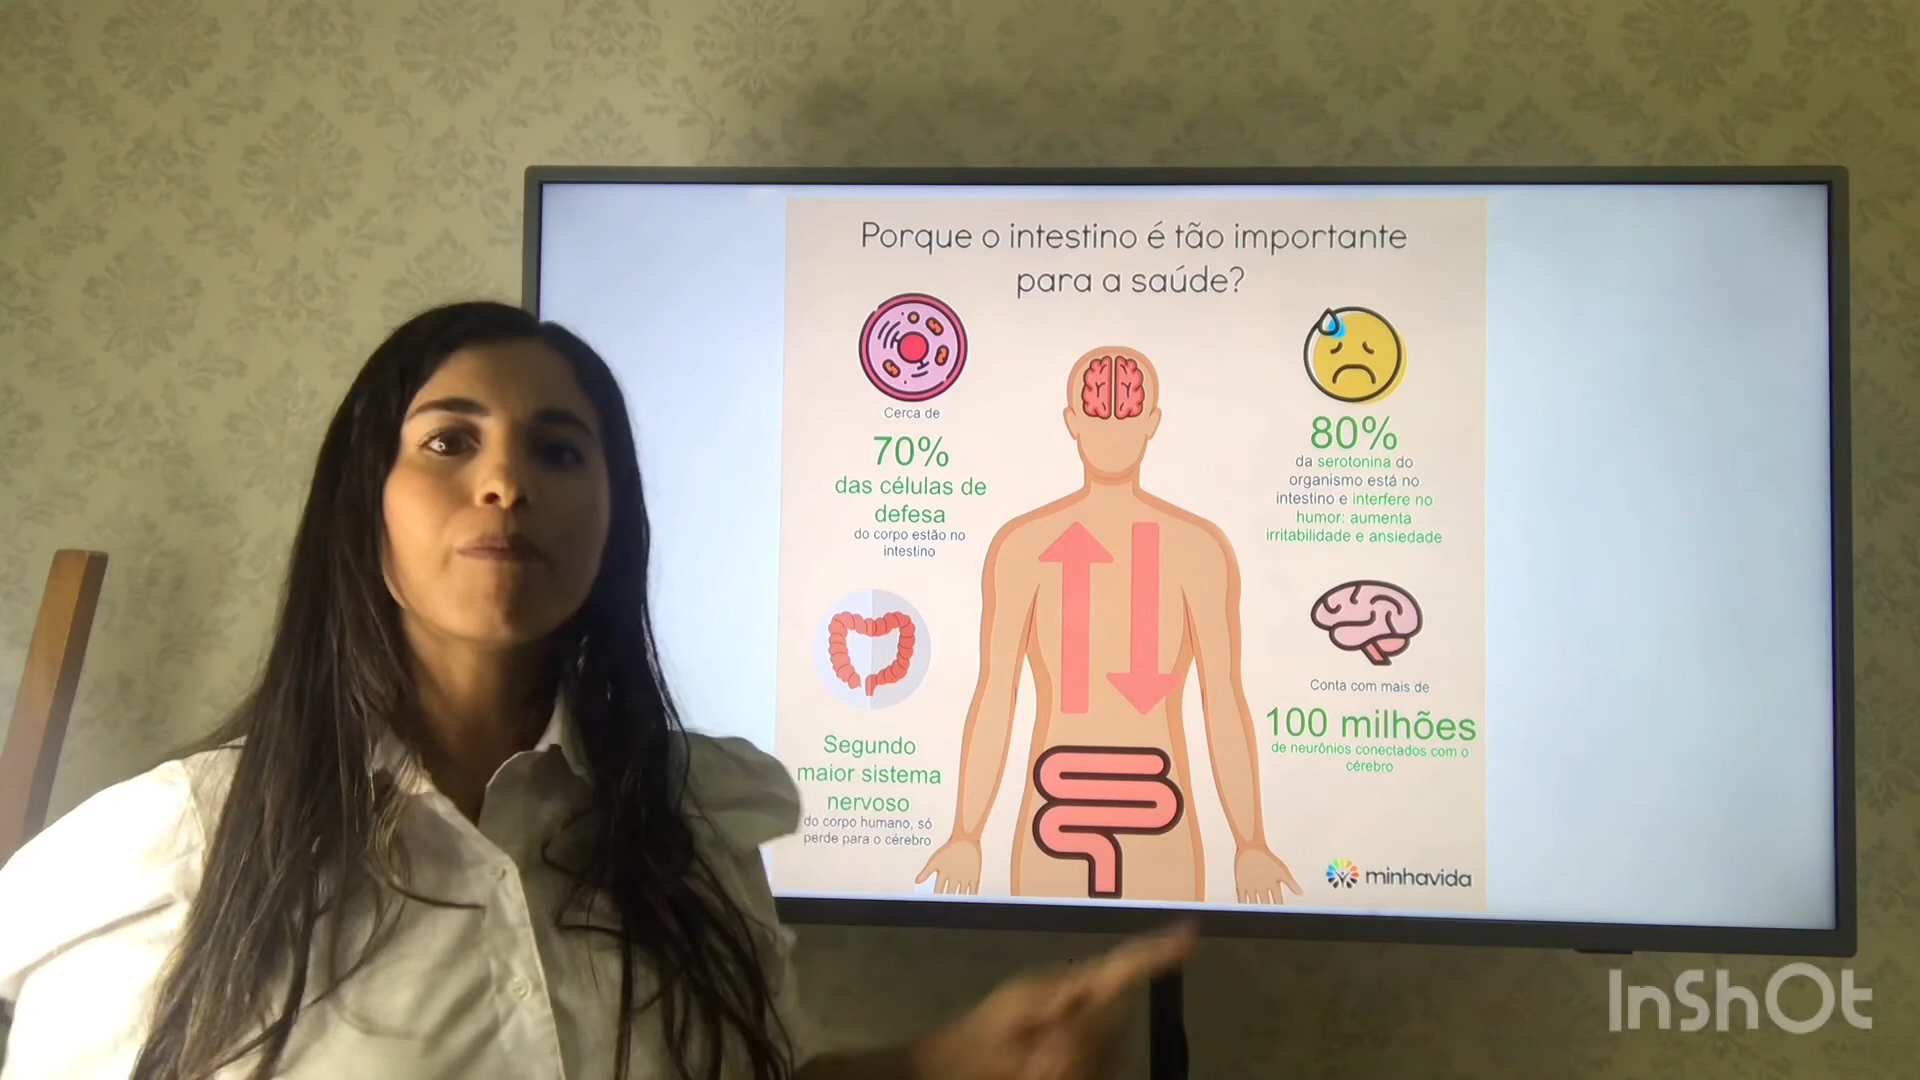 Porque o intestino é tão importante
para a saúde?
Cerca de
70%
das células de
defesa
do corpo estão no
intestino
80%
da serotonina do
organismo está no
intestino e interfere no
humor: aumenta
irritabilidade e ansiedade
Segundo
maior sistema
nervoso
do corpo humano, só
perde para o cérebro
Conta com mais de
100 milhões
de neurônios conectados com o
cérebro
minhavida
InShOt